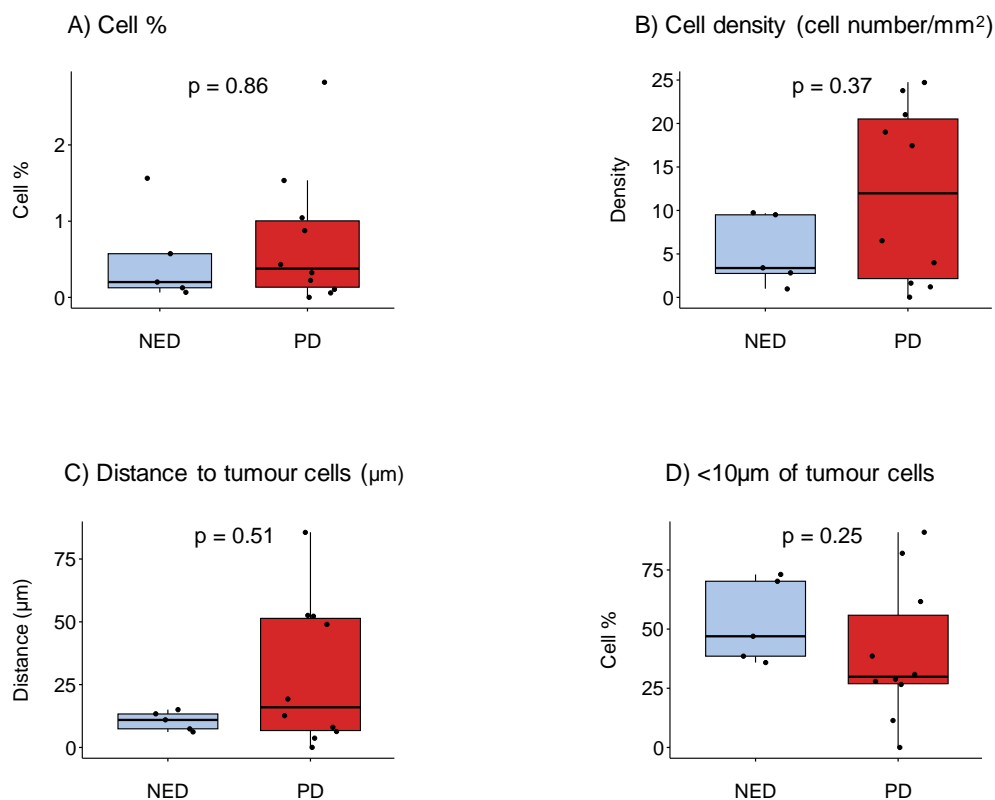 A) Cell %
p = 0.86
Cell %
2
1
0
NED PD
B) Cell density (cell number/mm²)
p = 0.37
Density
25
20
15
10
5
0
NED PD
C) Distance to tumour cells (µm)
p = 0.51
Distance (µm)
75
50
25
0
NED PD
D) <10µm of tumour cells
p = 0.25
Cell %
75
50
25
0
NED PD